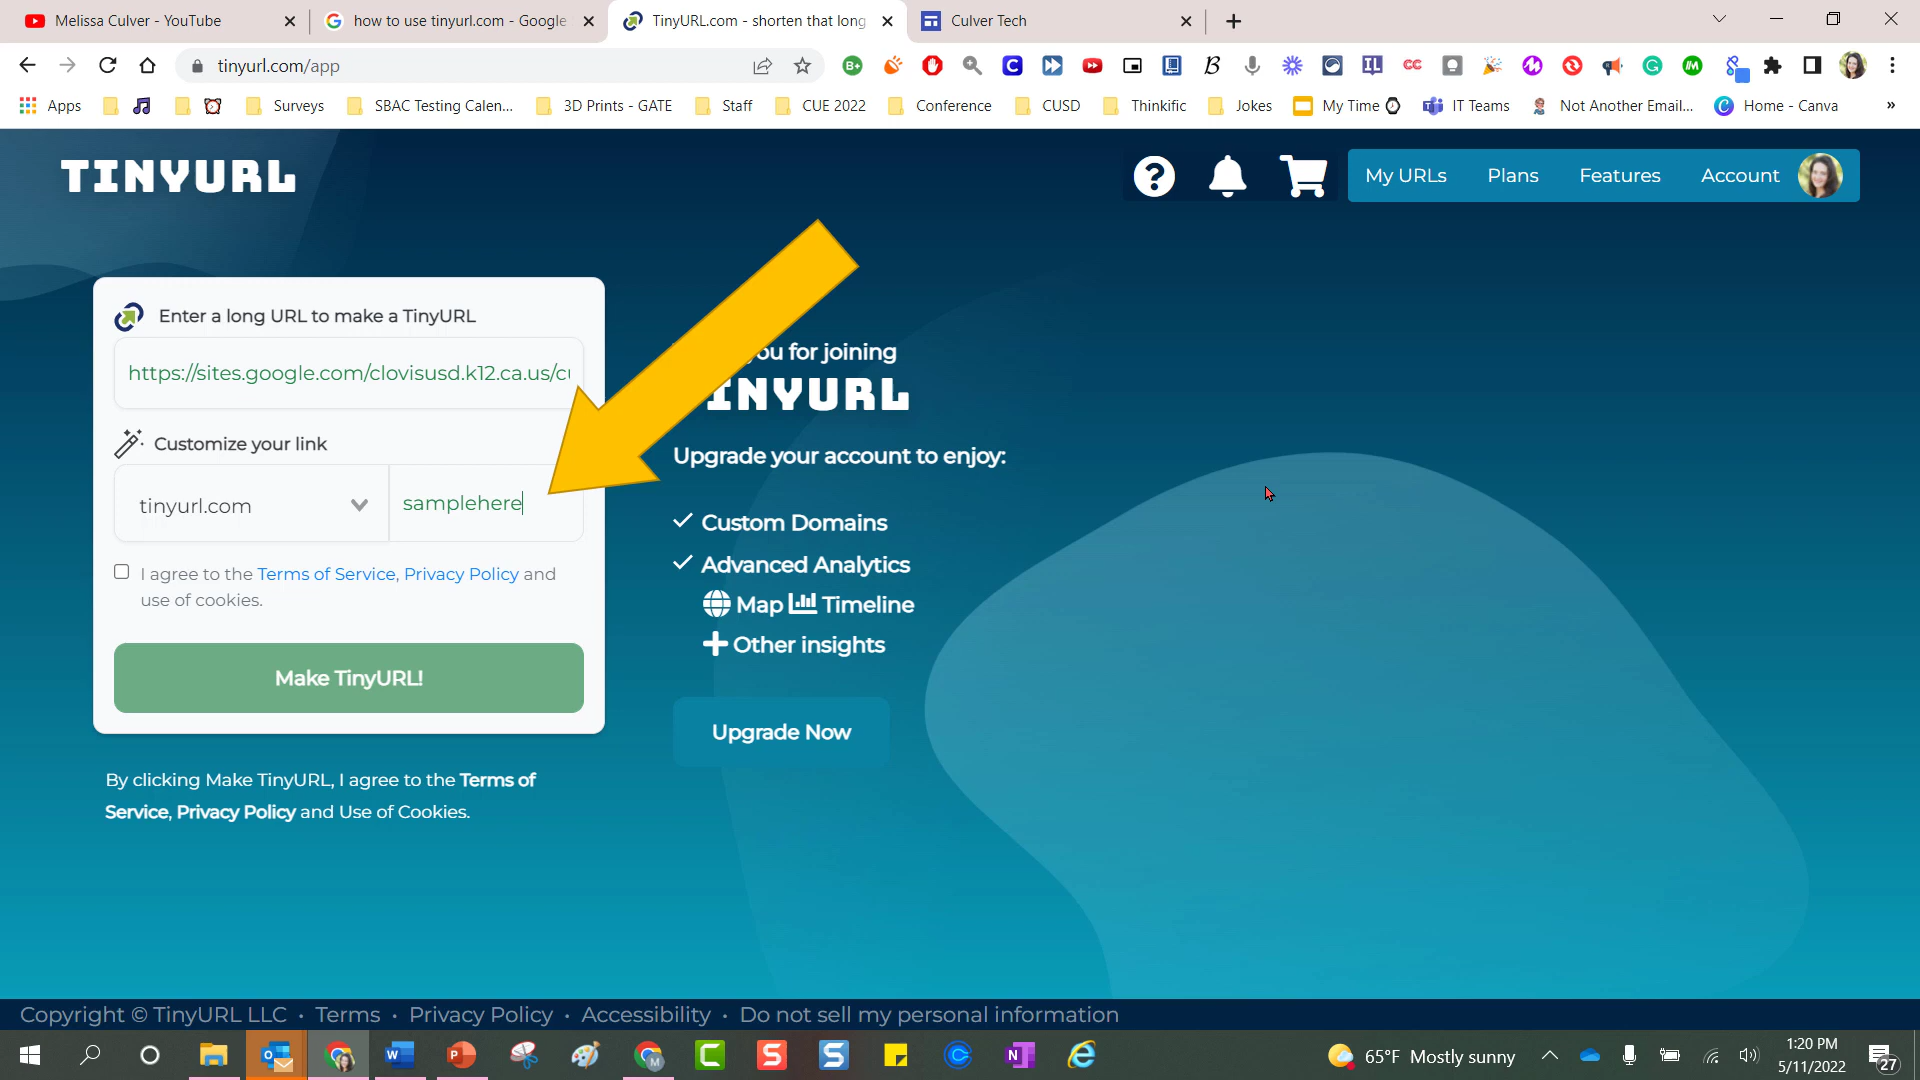 Melissa Culver - YouTube
how to use tinyurl.com - Google
TinyURL.com - shorten that long
Culver Tech
tinyurl.com/app
Apps
Surveys
SBAC Testing Calen...
3D Prints - GATE
Staff
CUE 2022
Conference
CUSD
Thinkific
Jokes
My Time
IT Teams
Not Another Email...
Home - Canva
»
TINYURL
My URLs
Plans
Features
Account
Enter a long URL to make a TinyURL
https://sites.google.com/clovisusd.k12.ca.us/cu
Customize your link
tinyurl.com
samplehere
I agree to the Terms of Service, Privacy Policy and
use of cookies.
Make TinyURL!
By clicking Make TinyURL, I agree to the Terms of
Service, Privacy Policy and Use of Cookies.
you for joining
INYURL
Upgrade your account to enjoy:
Custom Domains
Advanced Analytics
Map Timeline
Other insights
Upgrade Now
Copyright © TinyURL LLC • Terms • Privacy Policy • Accessibility • Do not sell my personal information
65°F Mostly sunny
1:20 PM
5/11/2022
27